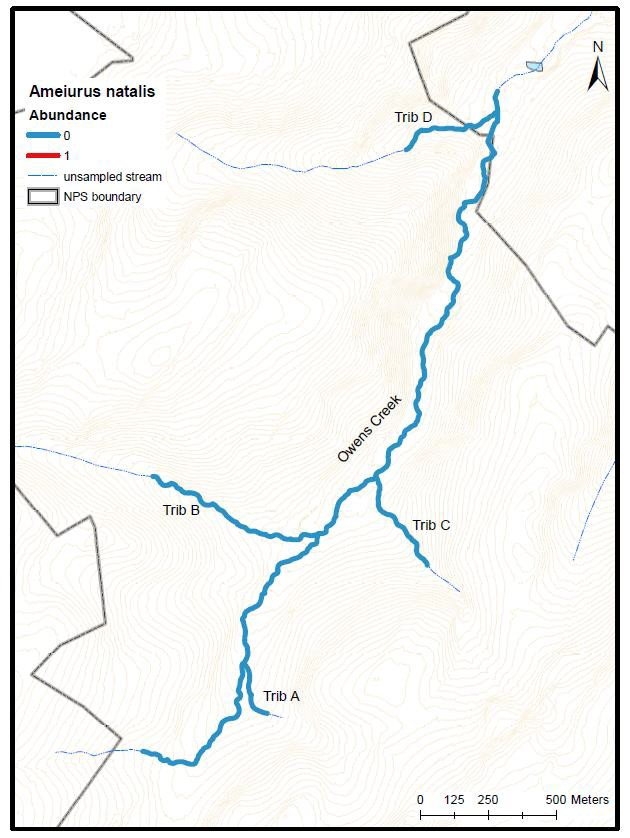 N
Ameiurus natalis
Abundance
0
1
unsampled stream
NPS boundary
Trib D
Owens Creek
Trib B
Trib C
Trib A
0 125 250 500 Meters